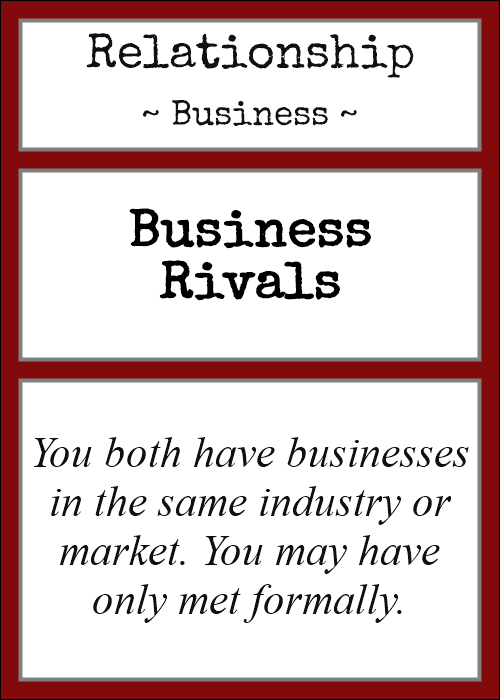 Relationship
~ Business ~
Business
Rivals
You both have businesses
in the same industry or
market. You may have
only met formally.